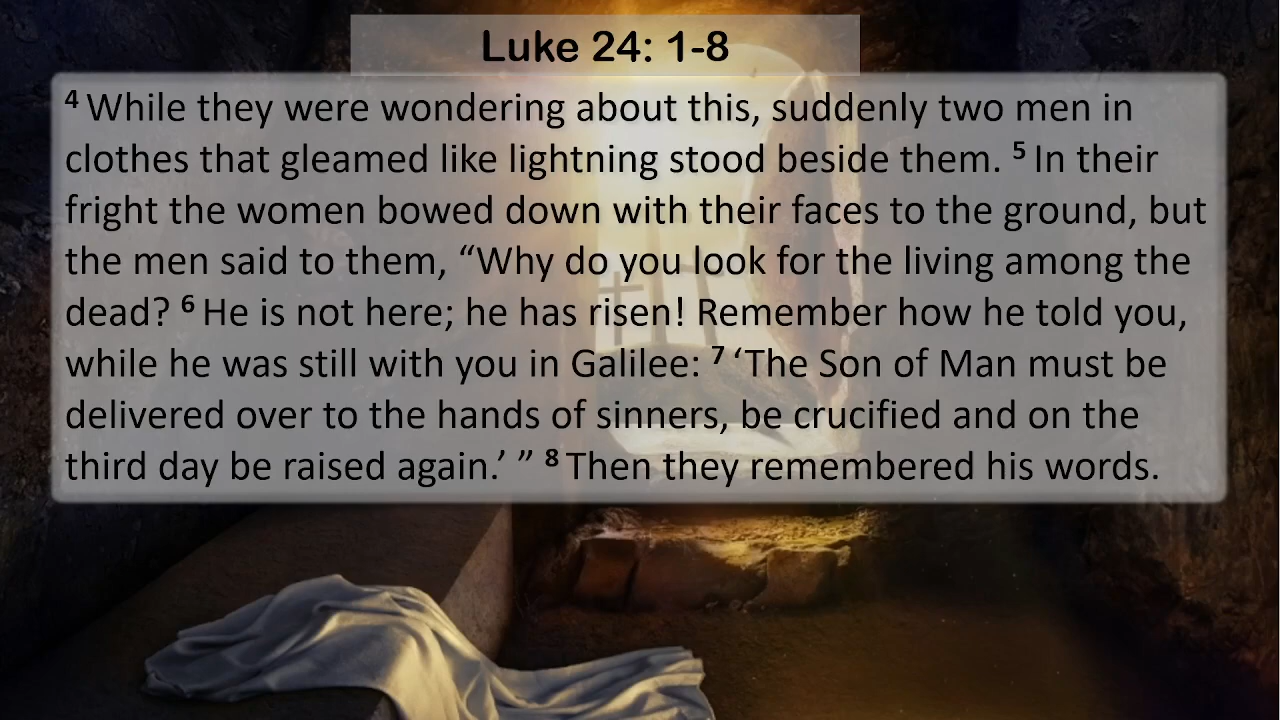 Luke 24: 1-8
4 While they were wondering about this, suddenly two men in
clothes that gleamed like lightning stood beside them. 5 In their
fright the women bowed down with their faces to the ground, but
the men said to them, “Why do you look for the living among the
dead? 6 He is not here; he has risen! Remember how he told you,
while he was still with you in Galilee: 7 ‘The Son of Man must be
delivered over to the hands of sinners, be crucified and on the
third day be raised again.’ ” 8 Then they remembered his words.